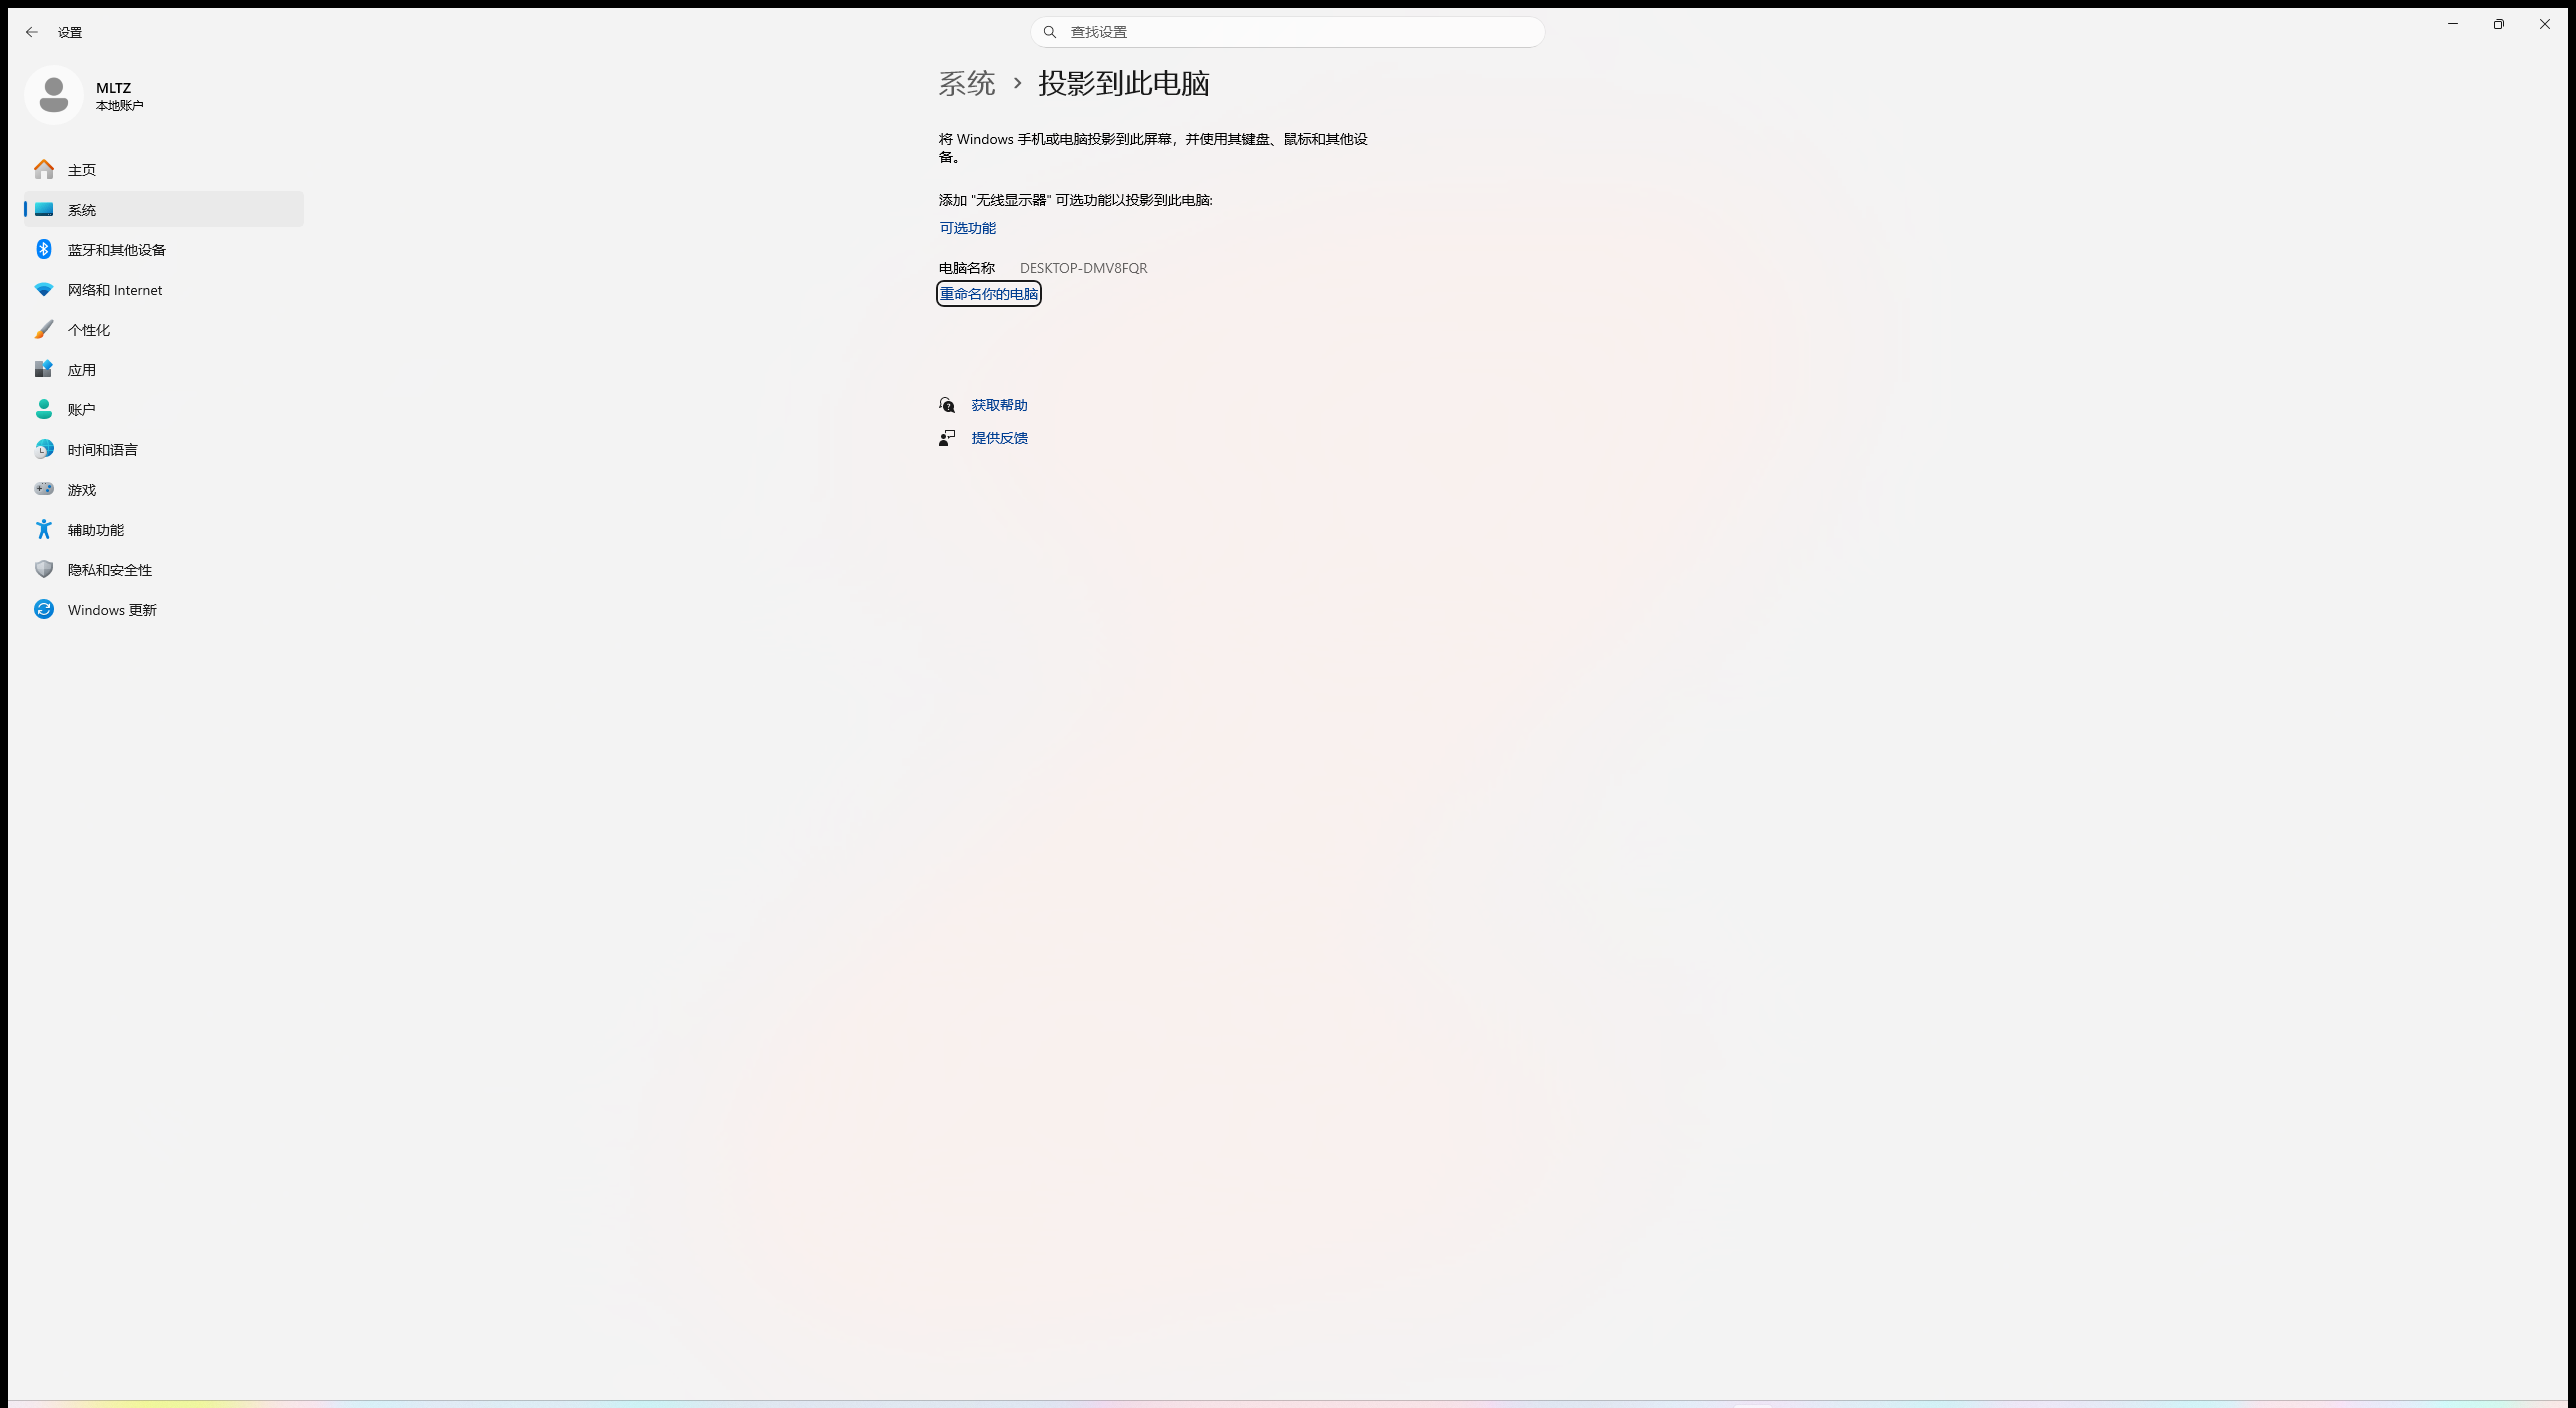 设置
查找设置
MLTZ
本地账户
主页
系统
蓝牙和其他设备
网络和 Internet
个性化
应用
账户
时间和语言
游戏
辅助功能
隐私和安全性
Windows 更新
系统 › 投影到此电脑
将 Windows 手机或电脑投影到此屏幕，并使用其键盘、鼠标和其他设
备。
添加 "无线显示器" 可选功能以投影到此电脑:
可选功能
电脑名称 DESKTOP-DMV8FQR
重命名你的电脑
获取帮助
提供反馈